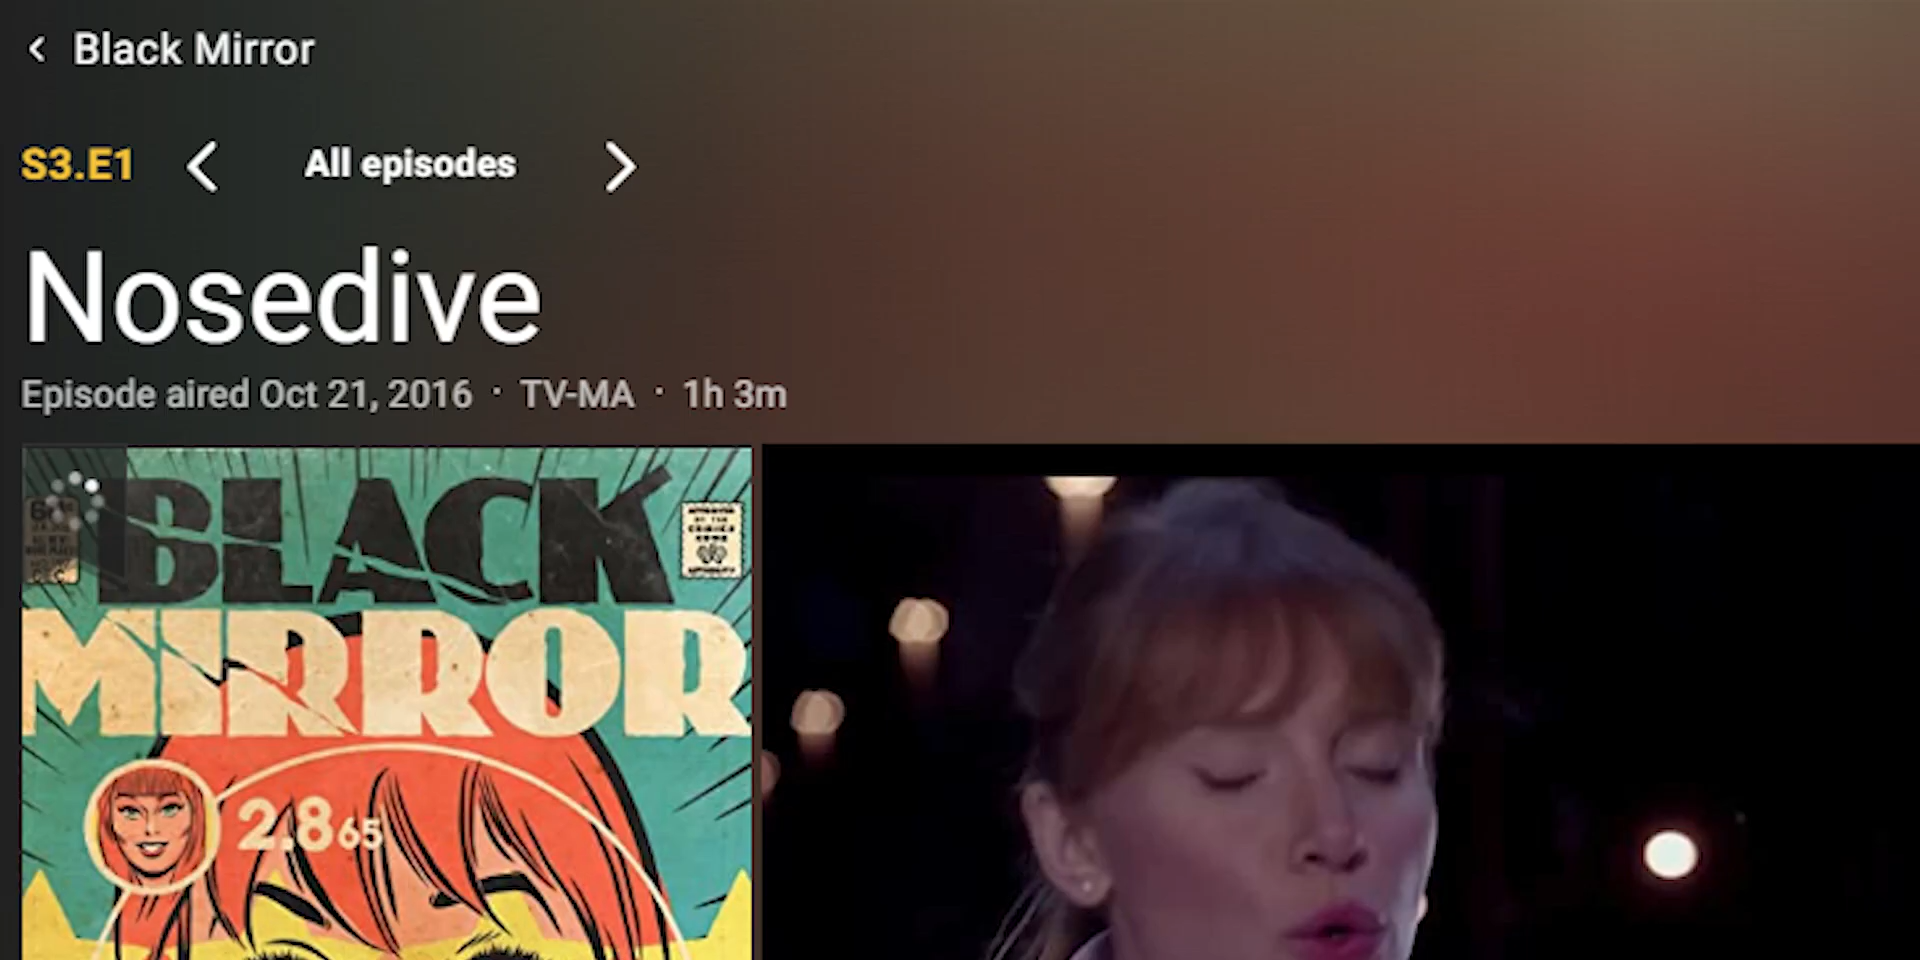 Black Mirror
S3.E1 All episodes
Nosedive
Episode aired Oct 21, 2016 · TV-MA · 1h 3m
BLACK
MIRROR
2.865